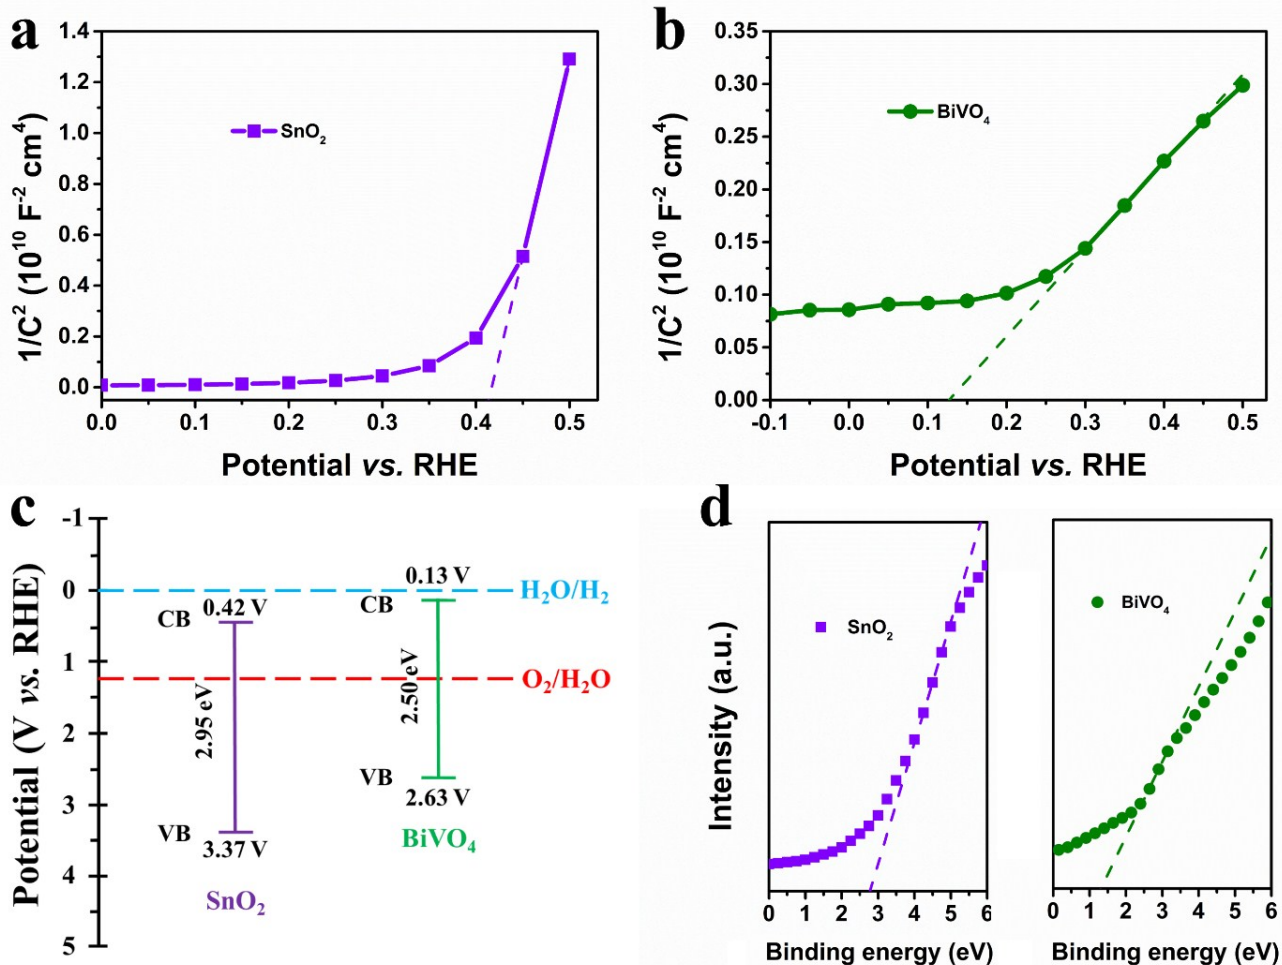 a
1.4
1.2
1.0
0.8
0.6
0.4
0.2
0.0
1/C² (10¹⁰ F⁻² cm⁴)
SnO₂
0.0 0.1 0.2 0.3 0.4 0.5
Potential vs. RHE
b
0.35
0.30
0.25
0.20
0.15
0.10
0.05
0.00
1/C² (10¹⁰ F⁻² cm⁴)
BiVO₄
-0.1 0.0 0.1 0.2 0.3 0.4 0.5
Potential vs. RHE
c
Potential (V vs. RHE)
-1
0
1
2
3
4
5
H₂O/H₂
O₂/H₂O
CB
0.42 V
2.95 eV
VB
3.37 V
SnO₂
0.13 V
CB
2.50 eV
VB
2.63 V
BiVO₄
d
Intensity (a.u.)
SnO₂
0 1 2 3 4 5 6
Binding energy (eV)
BiVO₄
0 1 2 3 4 5 6
Binding energy (eV)